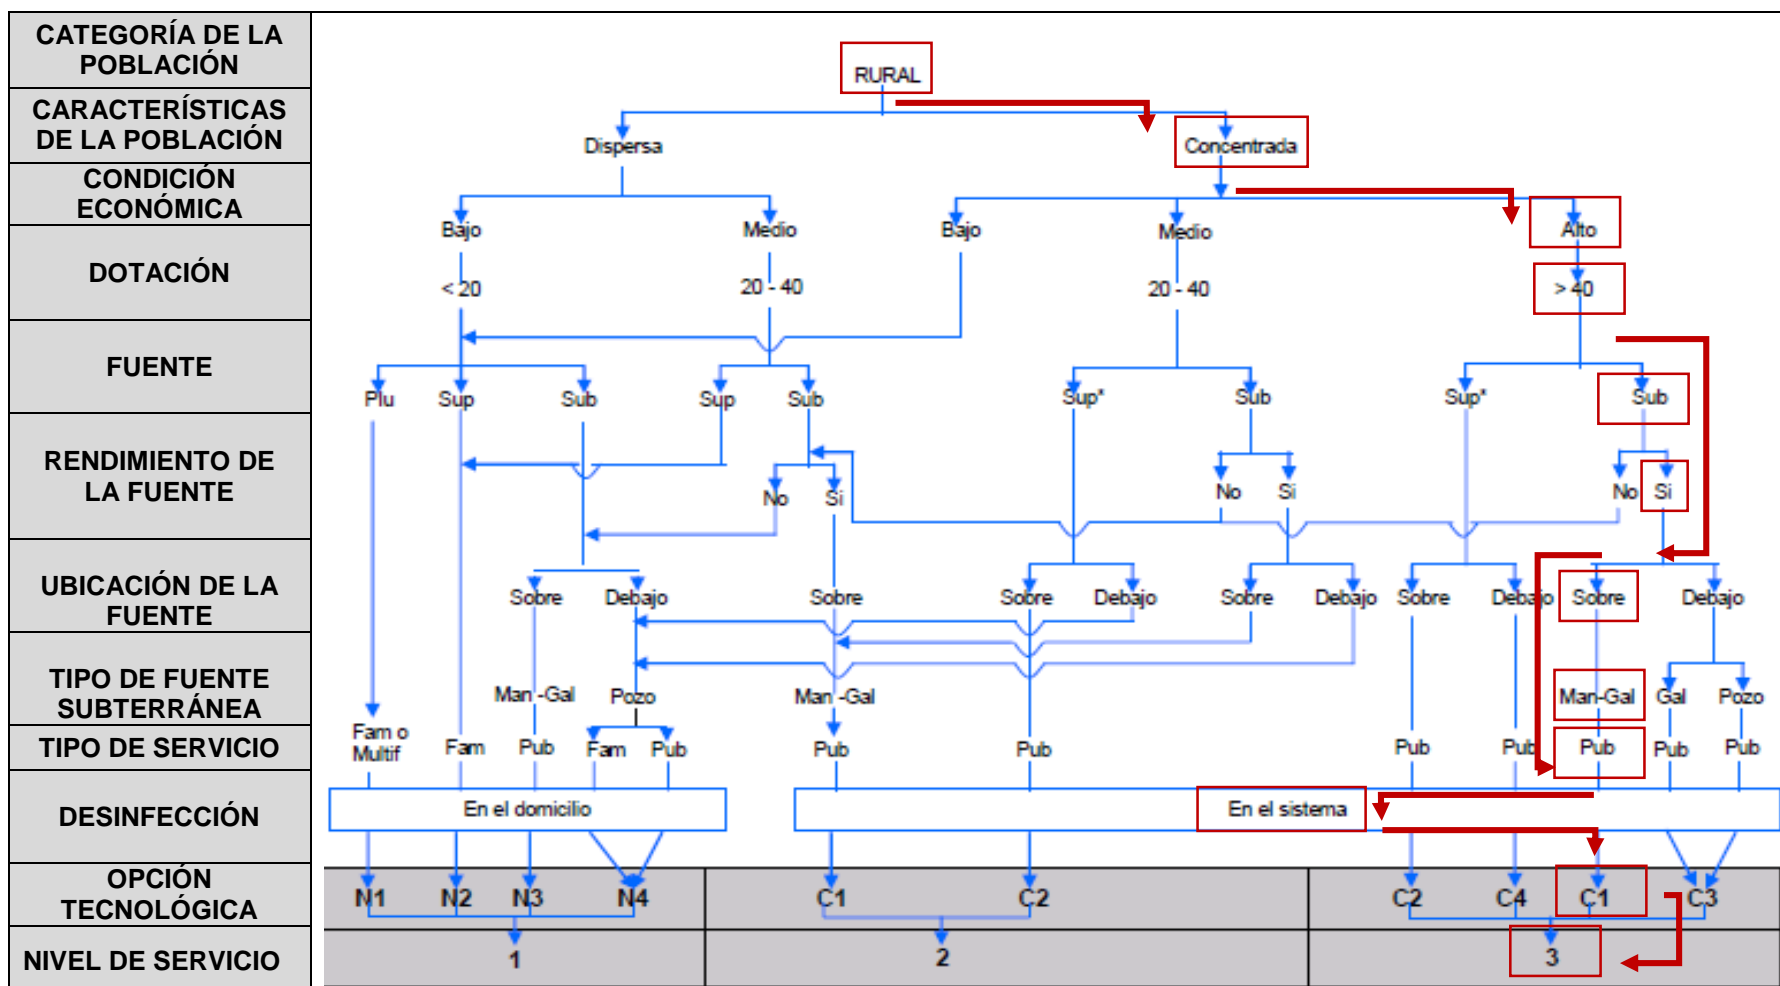 CATEGORÍA DE LA
POBLACIÓN
RURAL
CARACTERÍSTICAS
DE LA POBLACIÓN
Dispersa
Concentrada
CONDICIÓN
ECONÓMICA
Bajo
Medio
Bajo
Medio
Alto
DOTACIÓN
< 20
20 - 40
20 - 40
> 40
FUENTE
Plu
Sup
Sub
Sup
Sub
Sup*
Sub
Sup*
Sub
RENDIMIENTO DE
LA FUENTE
No
Si
No
Si
No
Si
UBICACIÓN DE LA
FUENTE
Sobre
Debajo
Sobre
Sobre
Debajo
Sobre
Debajo
Sobre
Debajo
Sobre
Debajo
TIPO DE FUENTE
SUBTERRÁNEA
Man -Gal
Pozo
Man -Gal
Man-Gal
Gal
Pozo
TIPO DE SERVICIO
Fam o
Multif
Fam
Pub
Fam
Pub
Pub
Pub
Pub
Pub
Pub
Pub
Pub
DESINFECCIÓN
En el domicilio
En el sistema
OPCIÓN
TECNOLÓGICA
N1
N2
N3
N4
C1
C2
C2
C4
C1
C3
NIVEL DE SERVICIO
1
2
3